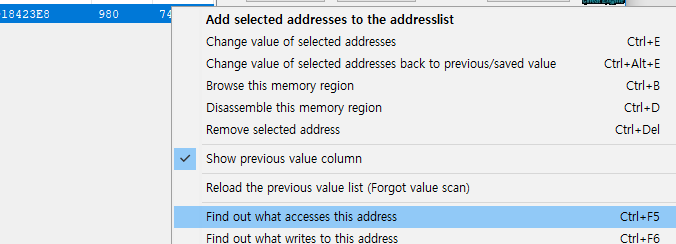 18423E8 980 74
Add selected addresses to the addresslist
Change value of selected addresses Ctrl+E
Change value of selected addresses back to previous/saved value Ctrl+Alt+E
Browse this memory region Ctrl+B
Disassemble this memory region Ctrl+D
Remove selected address Ctrl+Del
Show previous value column
Reload the previous value list (Forgot value scan)
Find out what accesses this address Ctrl+F5
Find out what writes to this address Ctrl+F6